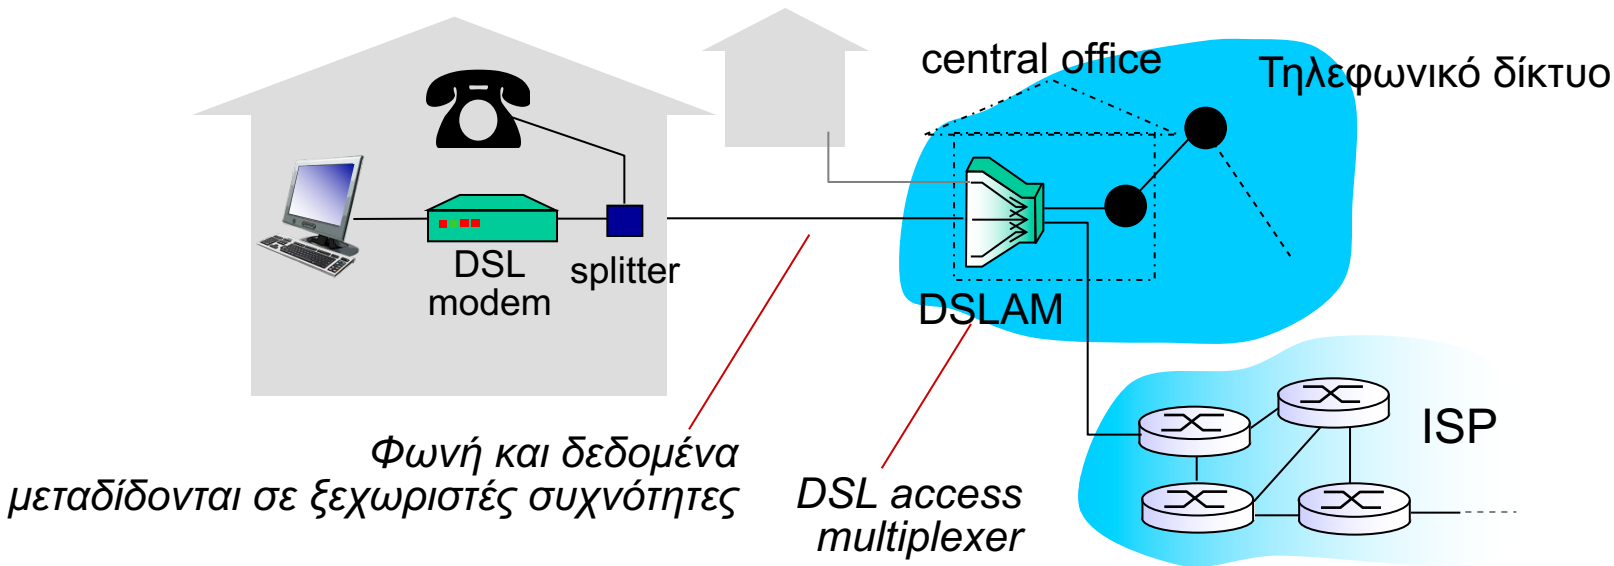 central office
Τηλεφωνικό δίκτυο
DSL
modem
splitter
DSLAM
ISP
Φωνή και δεδομένα
μεταδίδονται σε ξεχωριστές συχνότητες
DSL access
multiplexer